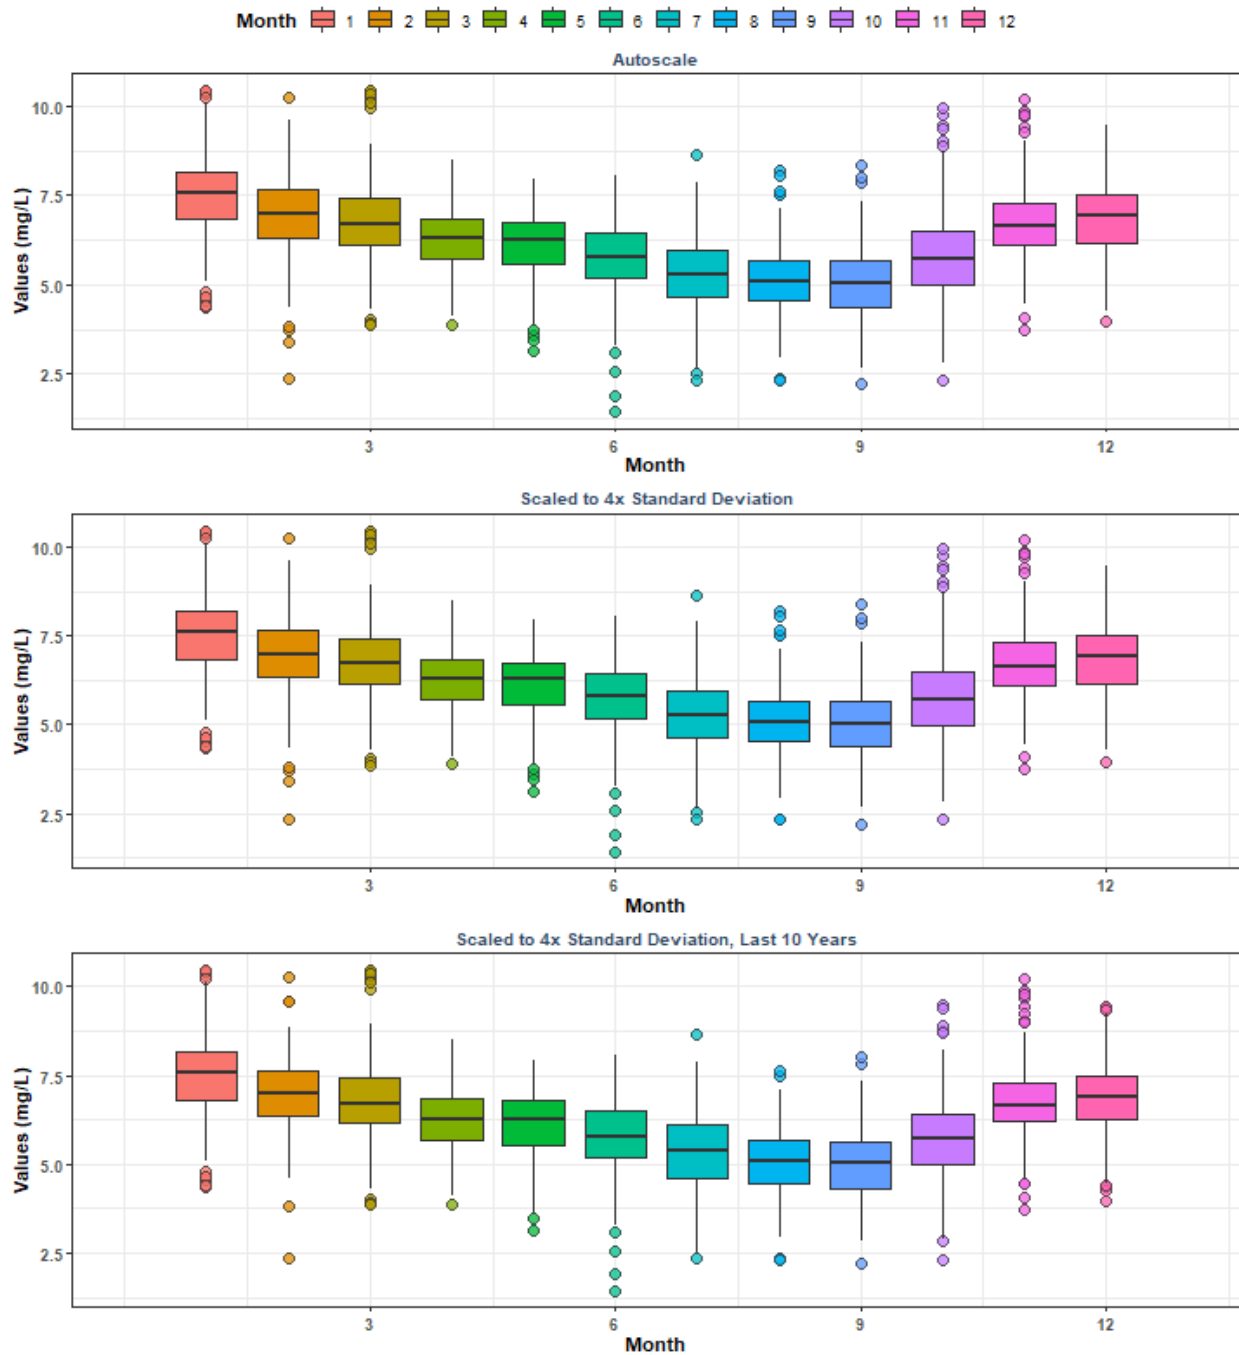 Month 1 2 3 4 5 6 7 8 9 10 11 12
Autoscale
Values (mg/L)
10.0
7.5
5.0
2.5
3 6 9 12
Month
Scaled to 4x Standard Deviation
Values (mg/L)
10.0
7.5
5.0
2.5
3 6 9 12
Month
Scaled to 4x Standard Deviation, Last 10 Years
Values (mg/L)
10.0
7.5
5.0
2.5
3 6 9 12
Month